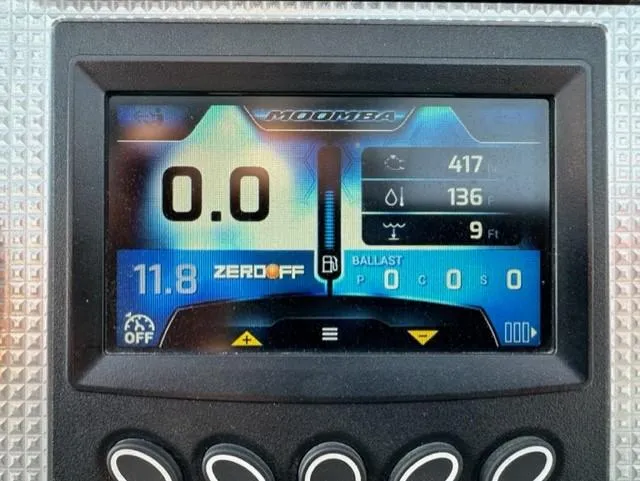 MOOMBA
0.0
417
136 F
9 Ft
11.8 ZEROOFF
BALLAST
P 0 C 0 S 0
OFF